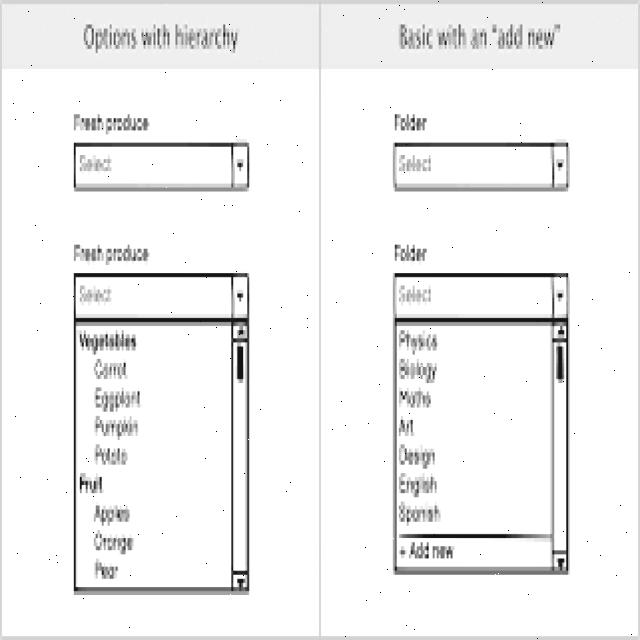 Options with hierarchy
Fresh produce
Select
Fresh produce
Select
Vegetables
Carrot
Eggplant
Pumpkin
Potato
Fruit
Apples
Orange
Pear
Basic with an "add new"
Folder
Select
Folder
Select
Physics
Biology
Maths
Art
Design
English
Spanish
+ Add new